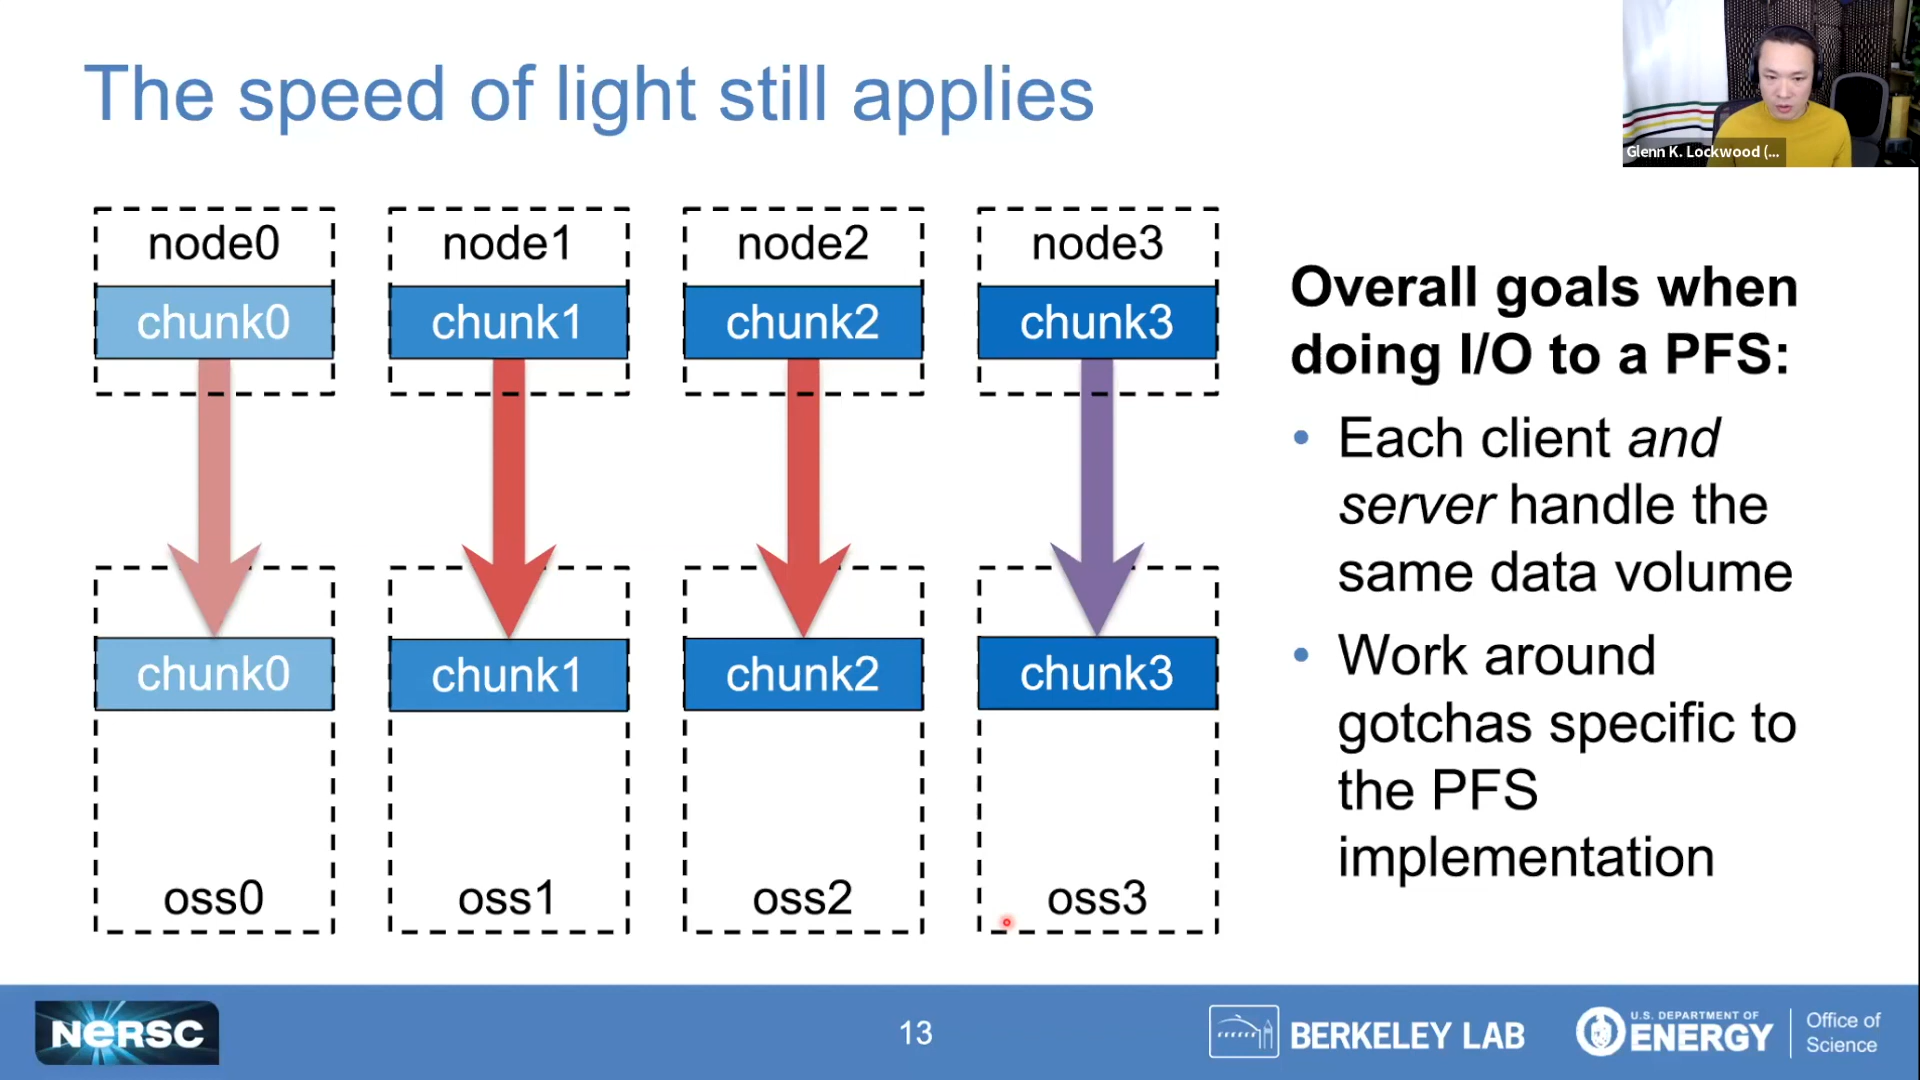 The speed of light still applies
Glenn K. Lockwood (...
node0
node1
node2
node3
chunk0
chunk1
chunk2
chunk3
chunk0
chunk1
chunk2
chunk3
oss0
oss1
oss2
oss3
Overall goals when
doing I/O to a PFS:
• Each client and
server handle the
same data volume
• Work around
gotchas specific to
the PFS
implementation
NERSC
13
BERKELEY LAB
U.S. DEPARTMENT OF
ENERGY
Office of
Science